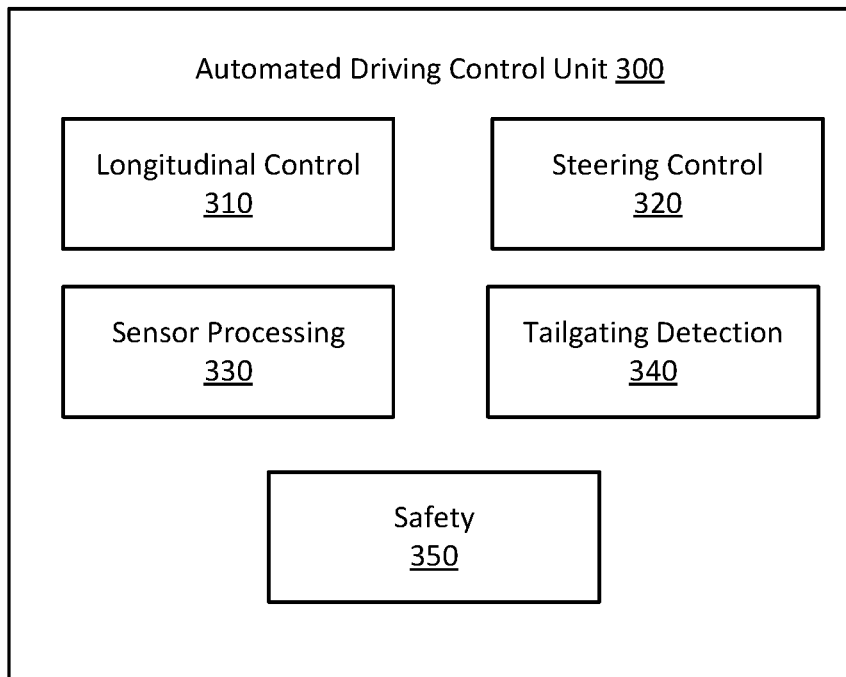 Automated Driving Control Unit 300
Longitudinal Control
310
Steering Control
320
Sensor Processing
330
Tailgating Detection
340
Safety
350